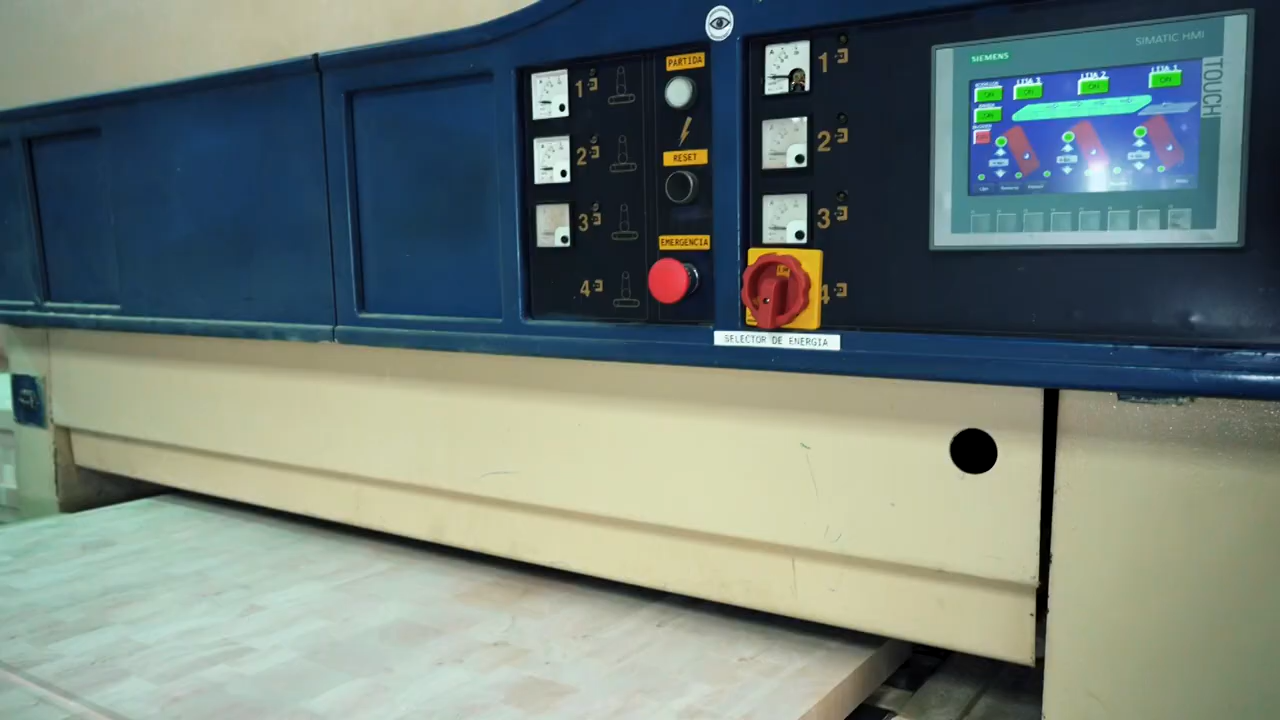 PARTIDA
RESET
EMERGENCIA
1
2
3
4
1
2
3
4
SELECTOR DE ENERGIA
SIEMENS
SIMATIC HMI
TOUCH
LIJA 3
LIJA 2
LIJA 1
ON
ON
ON